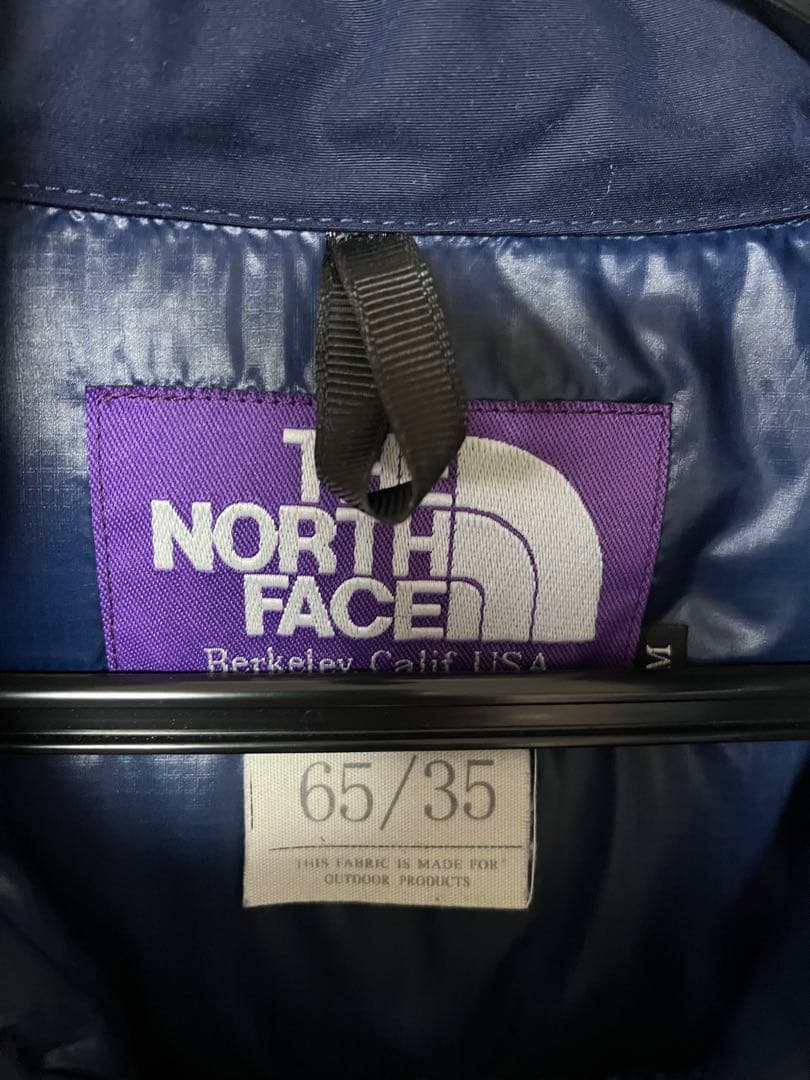 THE
NORTH
FACE
Berkeley, Calif. USA
M
65/35
THIS FABRIC IS MADE FOR
OUTDOOR PRODUCTS